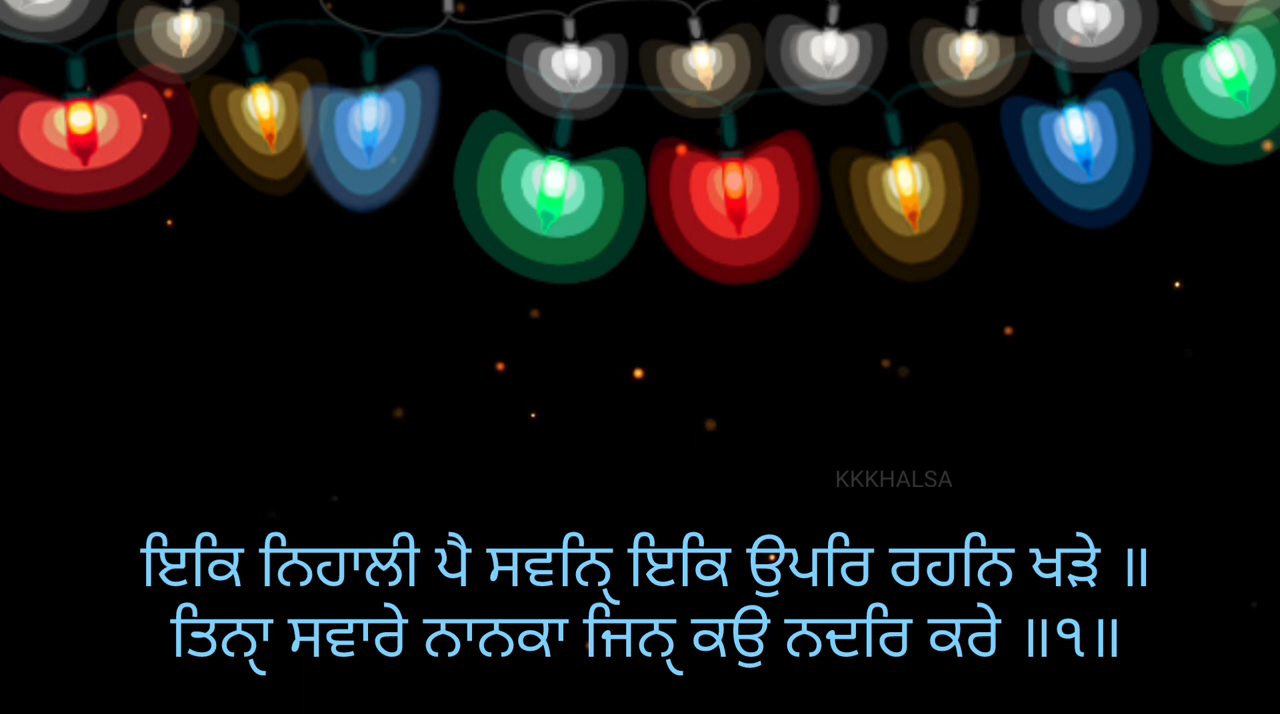 KKKHALSA
ਇਕਿ ਨਿਹਾਲੀ ਪੈ ਸਵਨ੍ਹਿ ਇਕਿ ਉਪਰਿ ਰਹਨਿ ਖੜੇ ॥
ਤਿਨ੍ਹਾ ਸਵਾਰੇ ਨਾਨਕਾ ਜਿਨ੍ਹ ਕਉ ਨਦਰਿ ਕਰੇ ॥੧॥